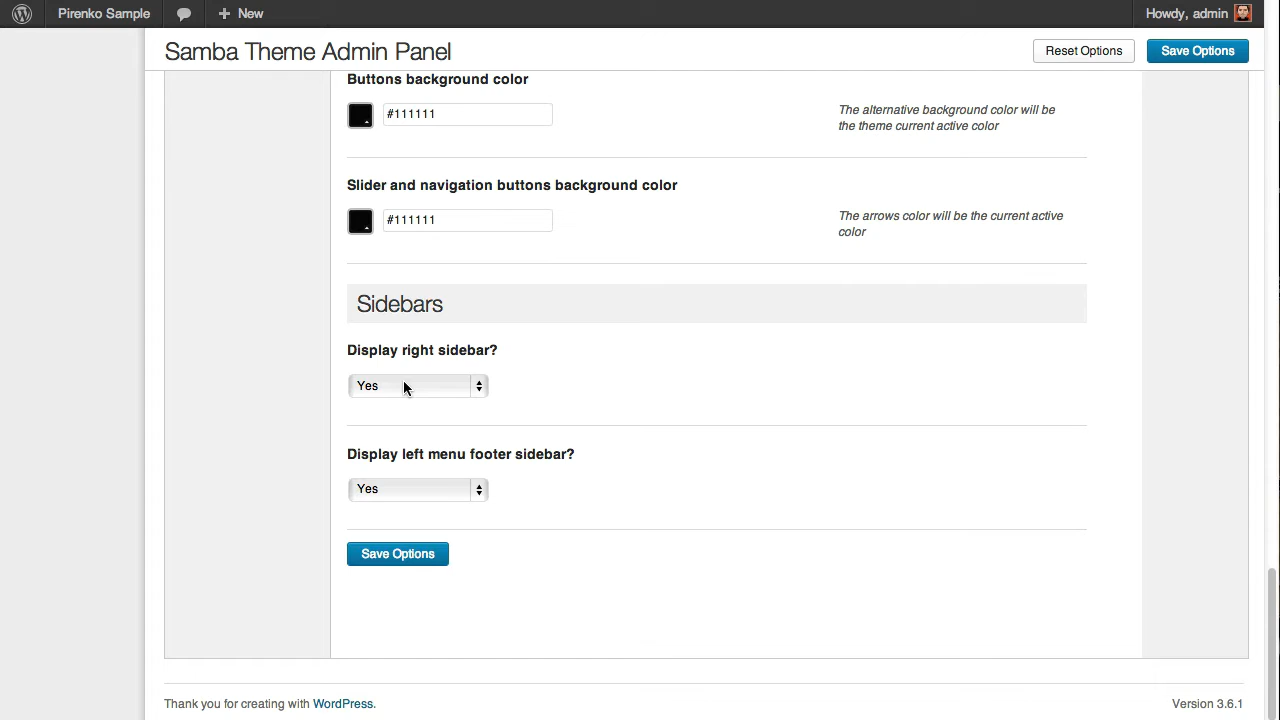 Pirenko Sample
New
Howdy, admin
Samba Theme Admin Panel
Reset Options
Save Options
Buttons background color
#111111
The alternative background color will be
the theme current active color
Slider and navigation buttons background color
#111111
The arrows color will be the current active
color
Sidebars
Display right sidebar?
Yes
Display left menu footer sidebar?
Yes
Save Options
Thank you for creating with WordPress.
Version 3.6.1